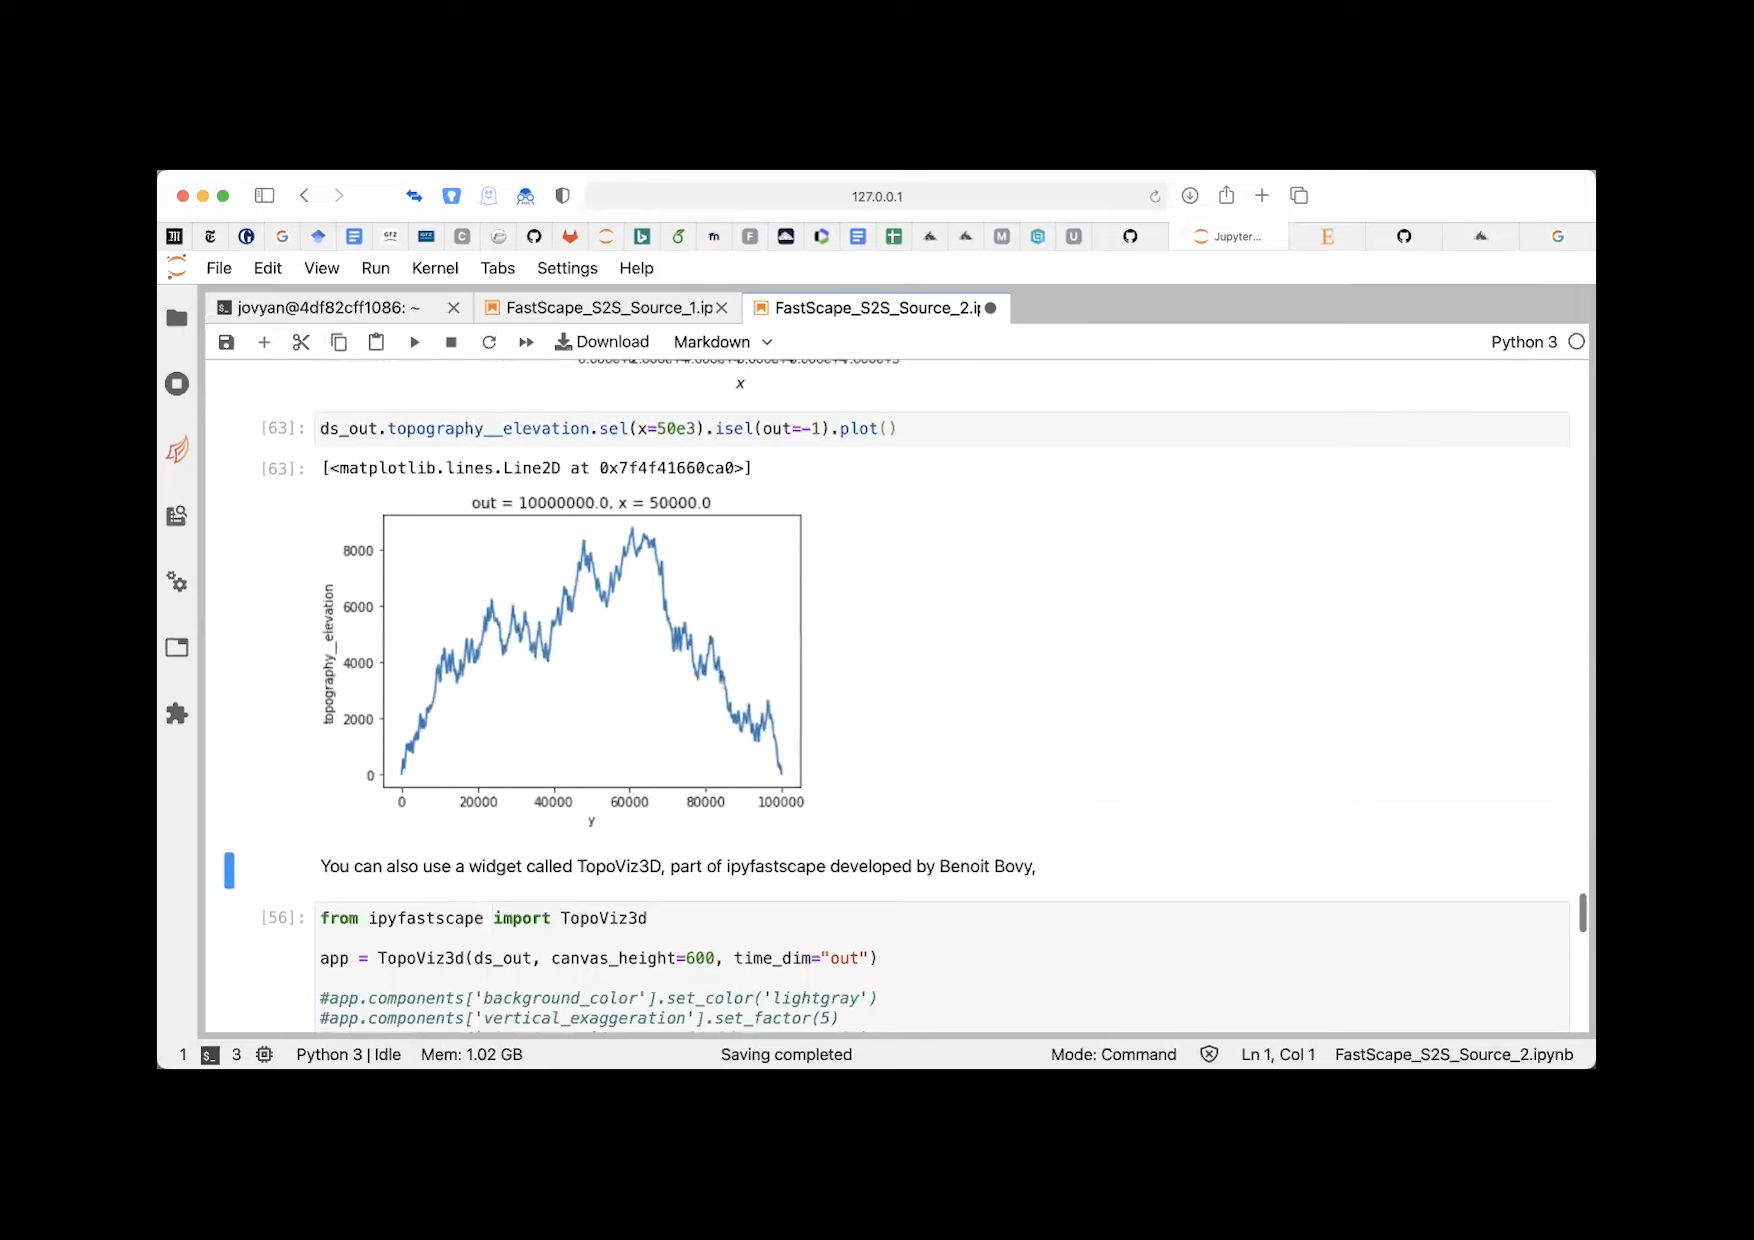 127.0.0.1
Jupyter...
File Edit View Run Kernel Tabs Settings Help
jovyan@4df82cff1086: ~
FastScape_S2S_Source_1.ip
FastScape_S2S_Source_2.ip
Download
Markdown
Python 3
x
[63]:
ds_out.topography__elevation.sel(x=50e3).isel(out=-1).plot()
[63]:
[<matplotlib.lines.Line2D at 0x7f4f41660ca0>]
out = 10000000.0, x = 50000.0
topography__elevation
8000
6000
4000
2000
0
0 20000 40000 60000 80000 100000
y
You can also use a widget called TopoViz3D, part of ipyfastscape developed by Benoit Bovy,
[56]:
from ipyfastscape import TopoViz3d
app = TopoViz3d(ds_out, canvas_height=600, time_dim="out")
#app.components['background_color'].set_color('lightgray')
#app.components['vertical_exaggeration'].set_factor(5)
1 3 Python 3 | Idle Mem: 1.02 GB Saving completed Mode: Command Ln 1, Col 1 FastScape_S2S_Source_2.ipynb